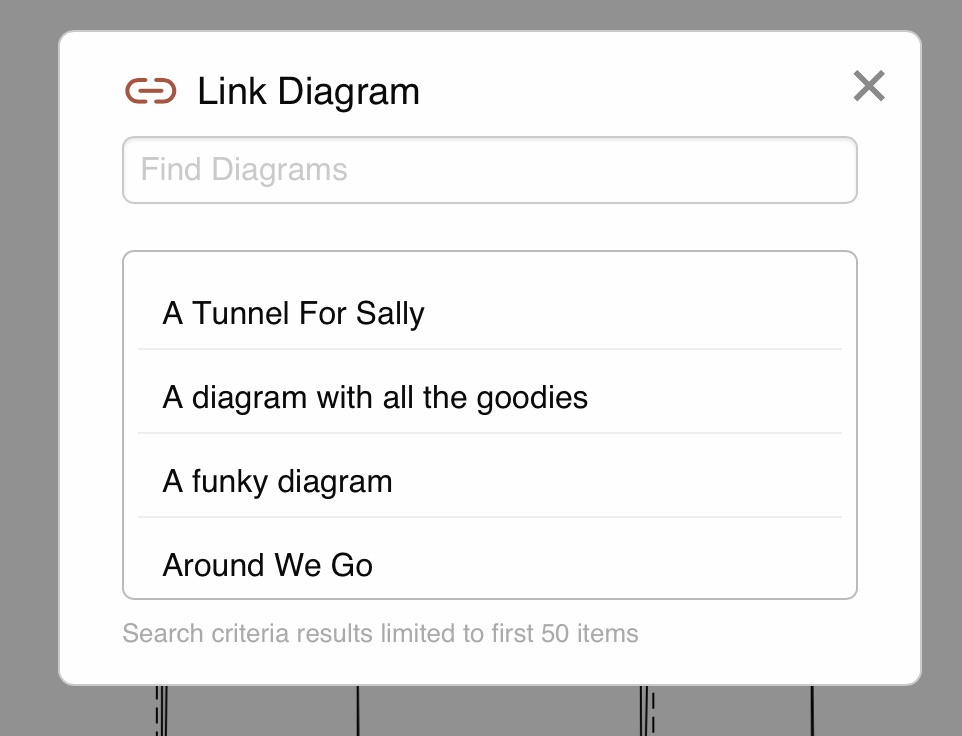 Link Diagram
Find Diagrams
A Tunnel For Sally
A diagram with all the goodies
A funky diagram
Around We Go
Search criteria results limited to first 50 items